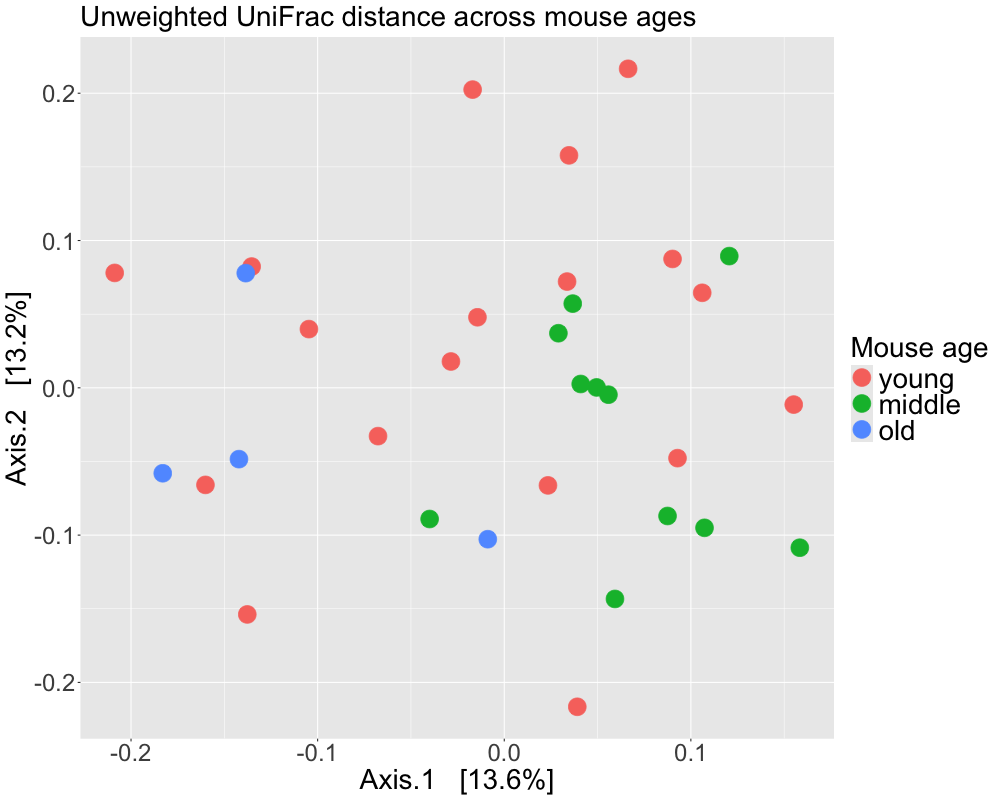 Unweighted UniFrac distance across mouse ages
0.2
0.1
0.0
-0.1
-0.2
Axis.2 [13.2%]
-0.2 -0.1 0.0 0.1
Axis.1 [13.6%]
Mouse age
young
middle
old